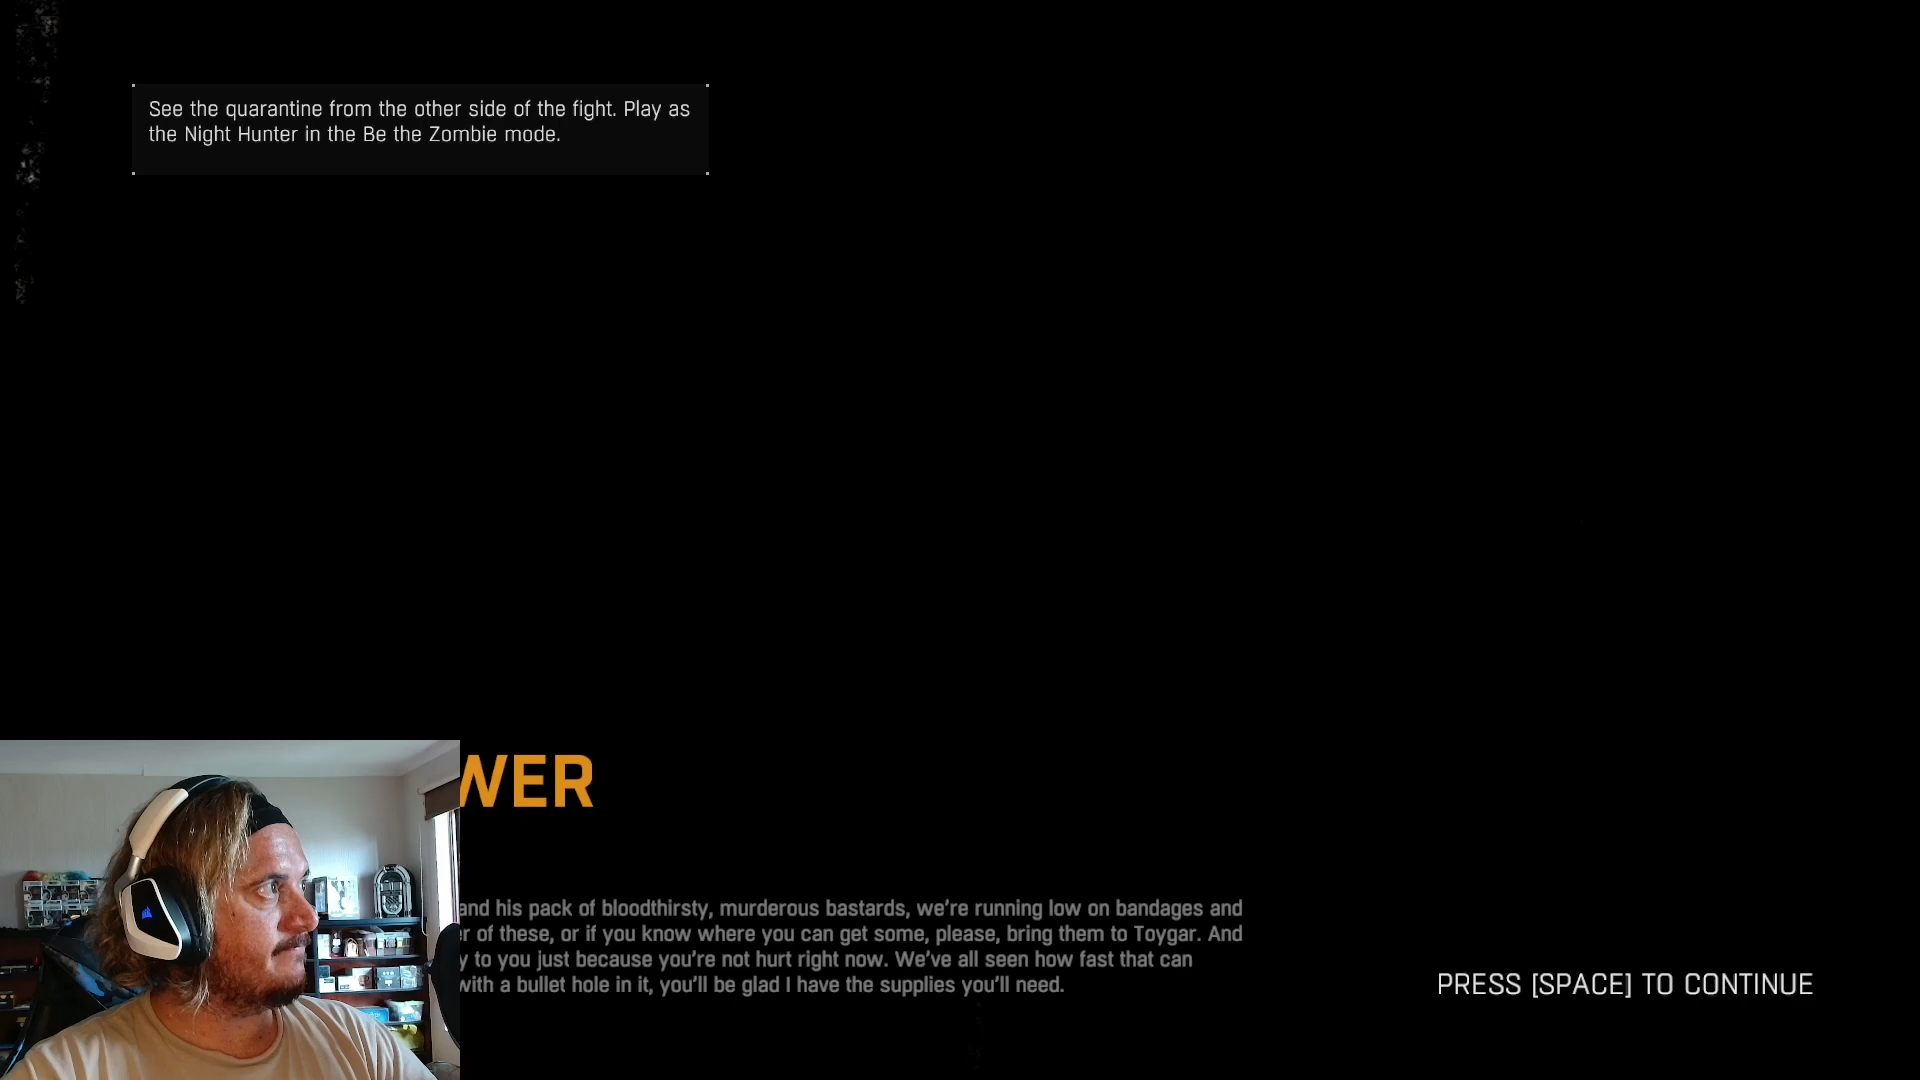 See the quarantine from the other side of the fight. Play as
the Night Hunter in the Be the Zombie mode.
WER
and his pack of bloodthirsty, murderous bastards, we're running low on bandages and
r of these, or if you know where you can get some, please, bring them to Toygar. And
y to you just because you're not hurt right now. We've all seen how fast that can
with a bullet hole in it, you'll be glad I have the supplies you'll need.
PRESS [SPACE] TO CONTINUE